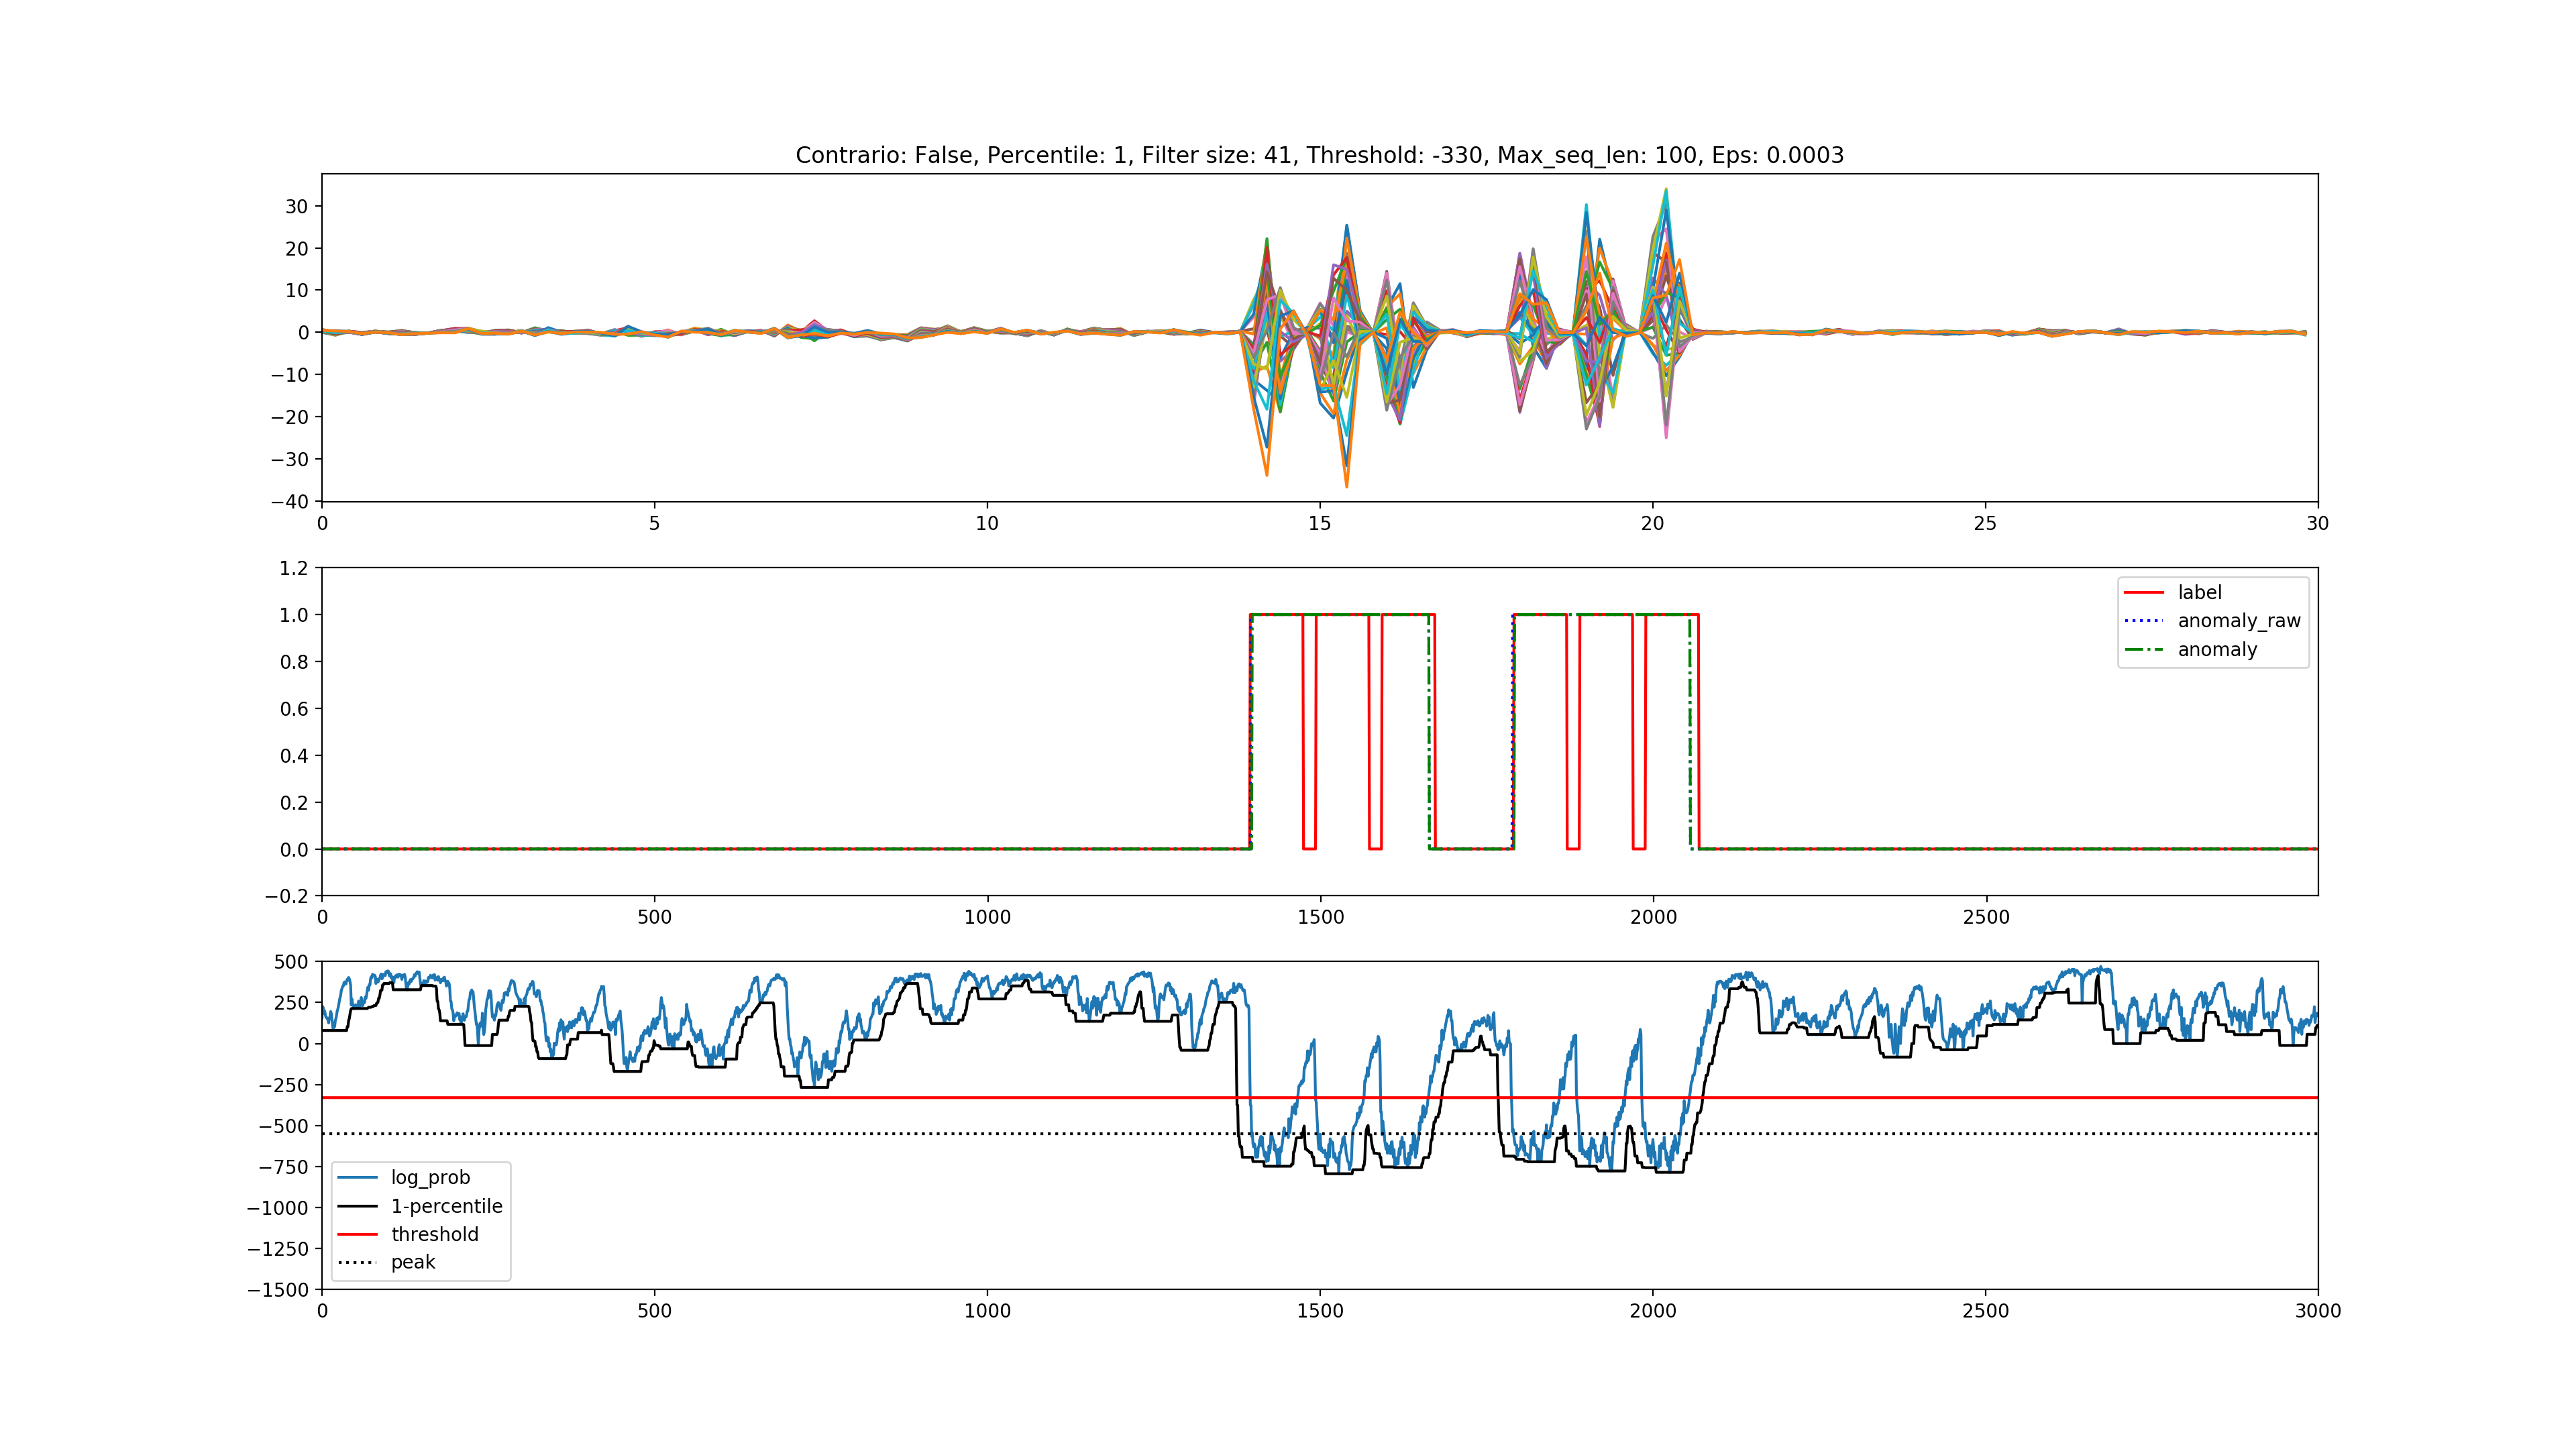 Contrario: False, Percentile: 1, Filter size: 41, Threshold: -330, Max_seq_len: 100, Eps: 0.0003
30
20
10
0
−10
−20
−30
−40
0 5 10 15 20 25 30
1.2
1.0
0.8
0.6
0.4
0.2
0.0
−0.2
label
anomaly_raw
anomaly
0 500 1000 1500 2000 2500
500
250
0
−250
−500
−750
−1000
−1250
−1500
log_prob
1-percentile
threshold
peak
0 500 1000 1500 2000 2500 3000